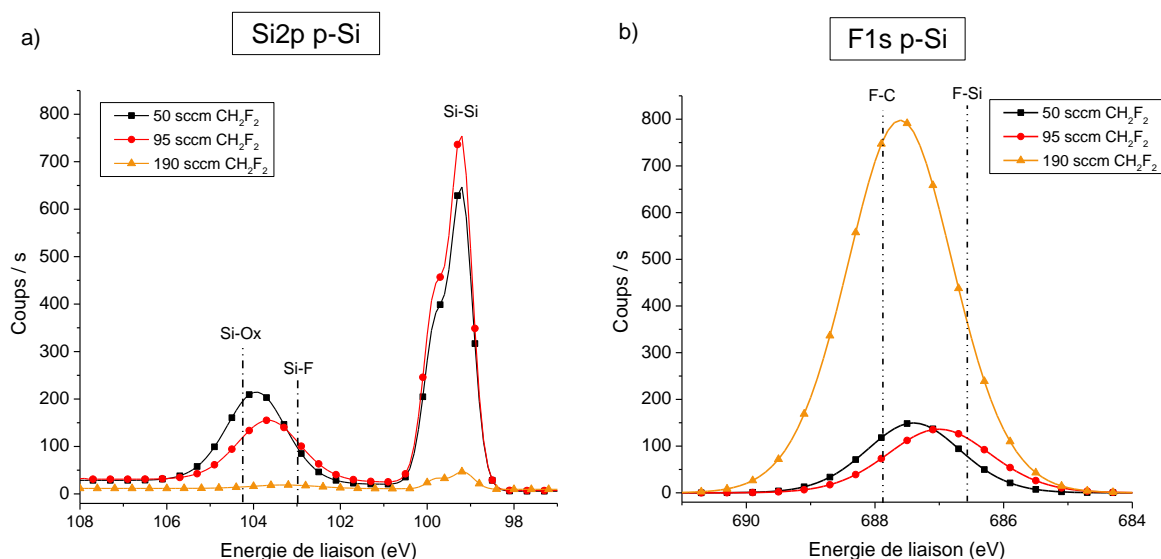 a)
Si2p p-Si
50 sccm CH₂F₂
95 sccm CH₂F₂
190 sccm CH₂F₂
Si-Si
Si-Ox
Si-F
Coups / s
800
700
600
500
400
300
200
100
0
108 106 104 102 100 98
Energie de liaison (eV)
b)
F1s p-Si
F-C
F-Si
50 sccm CH₂F₂
95 sccm CH₂F₂
190 sccm CH₂F₂
Coups / s
800
700
600
500
400
300
200
100
0
690 688 686 684
Energie de liaison (eV)